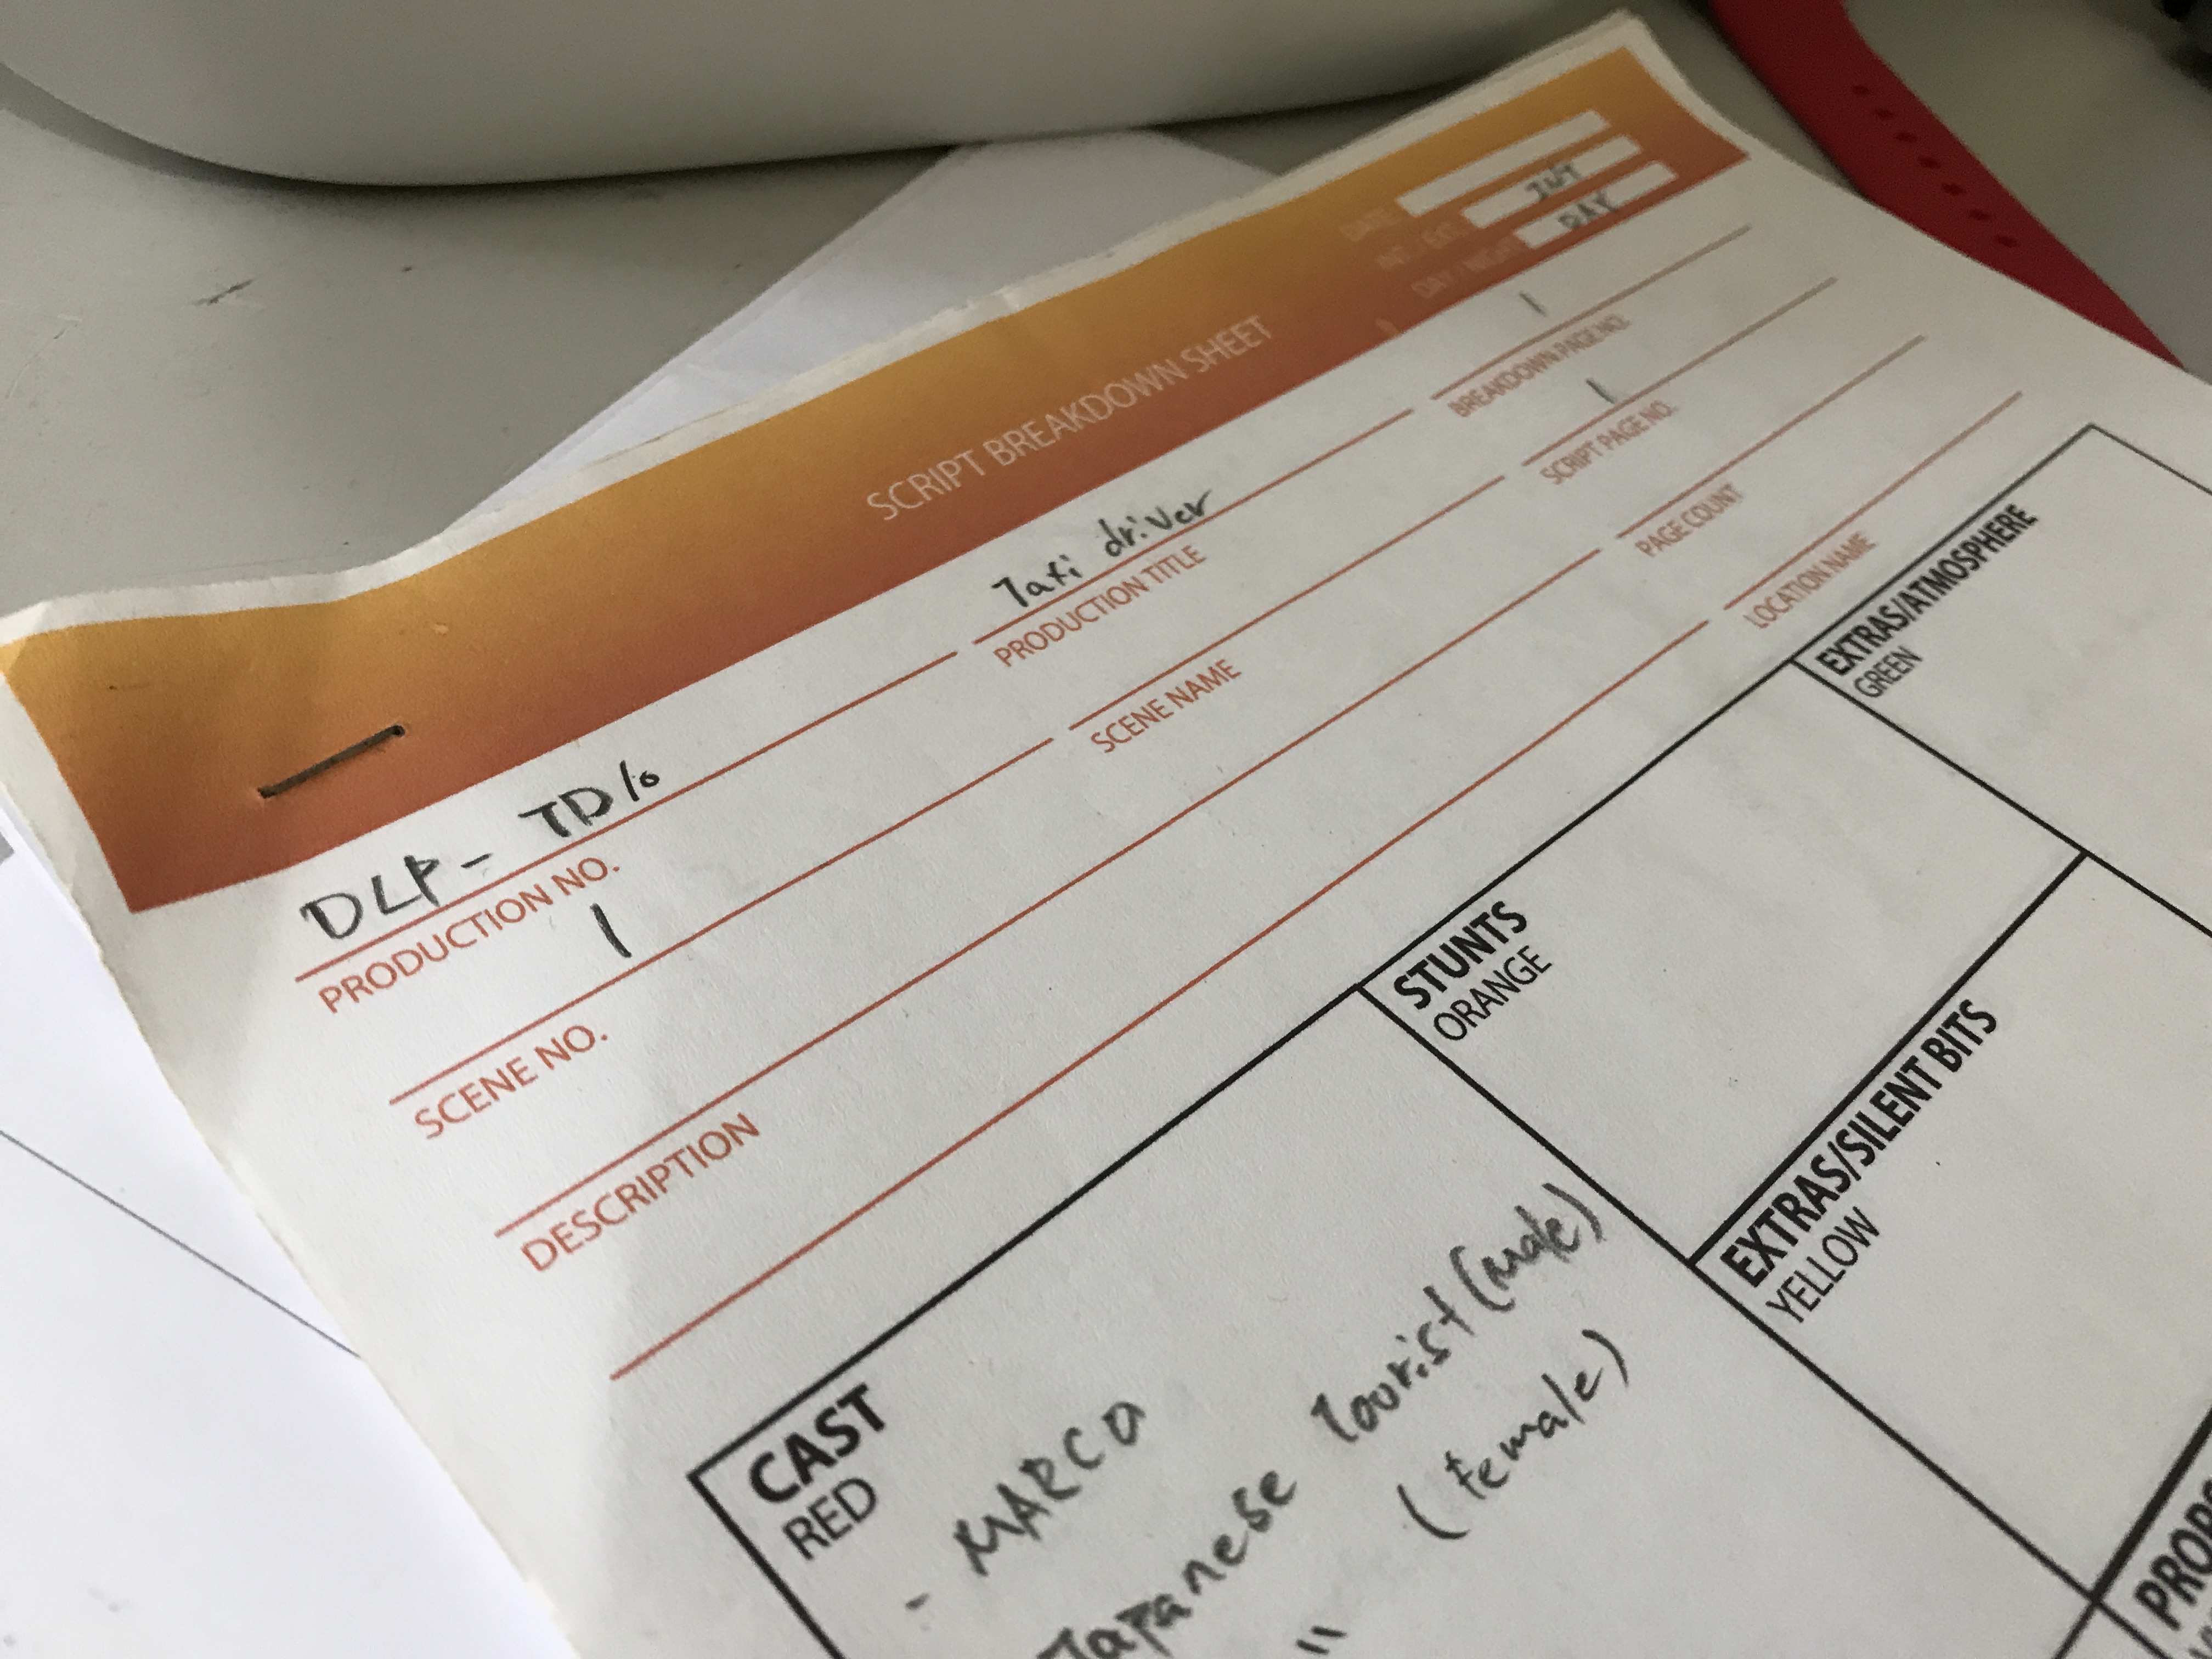 DATE
INT / EXT INT
DAY / NIGHT DAY
SCRIPT BREAKDOWN SHEET
DLP - TD10 Taxi driver 1
PRODUCTION NO. PRODUCTION TITLE BREAKDOWN PAGE NO.
1 1
SCENE NO. SCENE NAME SCRIPT PAGE NO.
DESCRIPTION PAGE COUNT
LOCATION NAME
CAST
RED
- MARCO
Japanese Tourist (male)
" (female)
STUNTS
ORANGE
EXTRAS/ATMOSPHERE
GREEN
EXTRAS/SILENT BITS
YELLOW